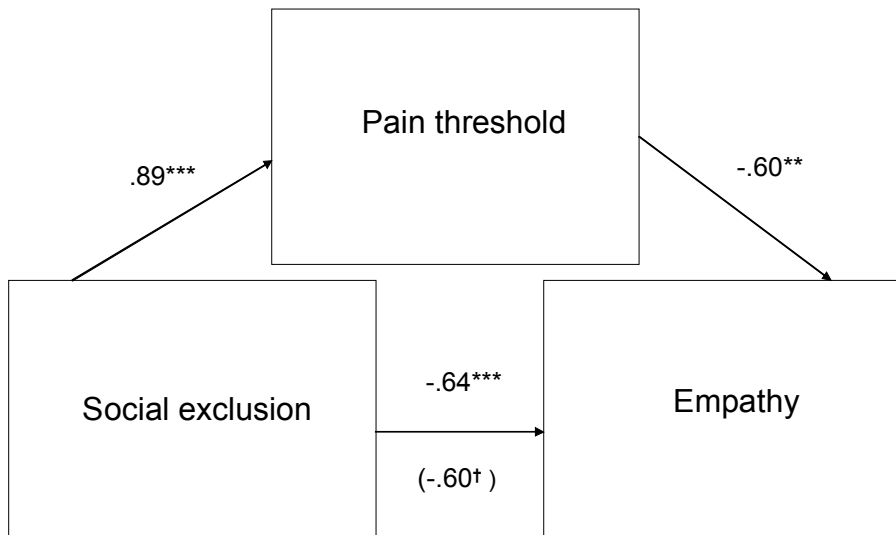 Pain threshold
.89***
-.60**
Social exclusion
-.64***
(-.60† )
Empathy